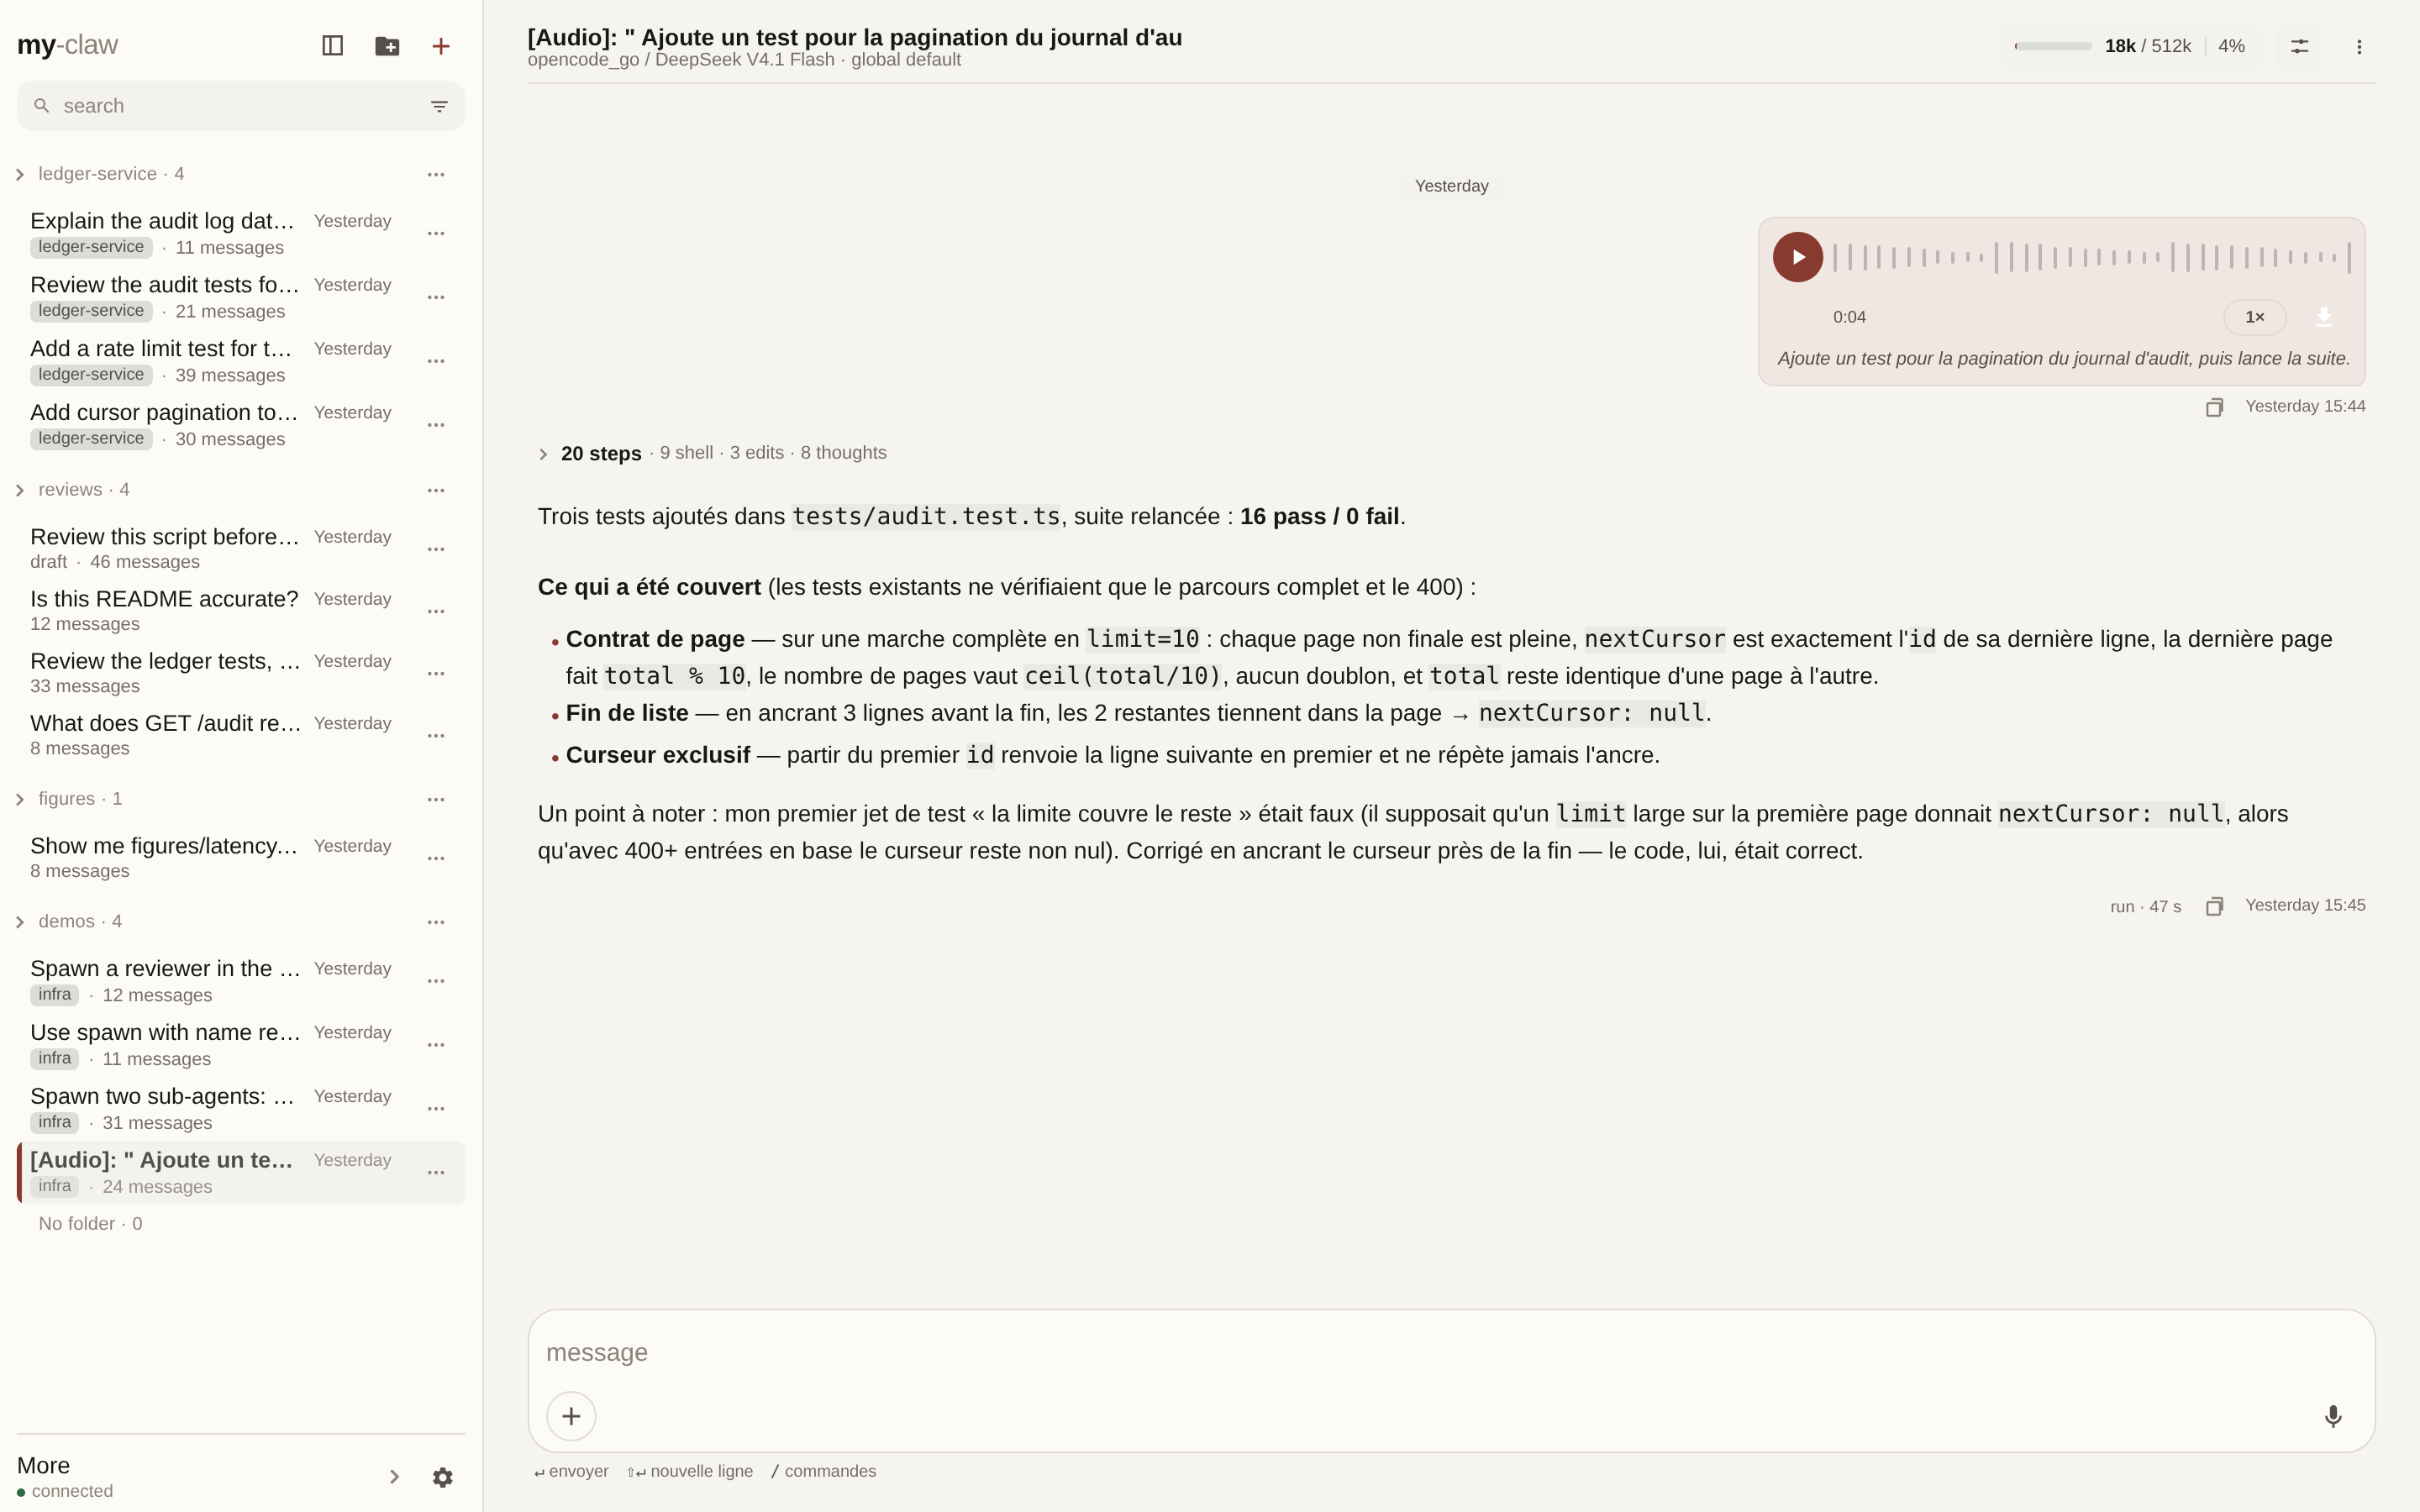 my-claw
search
ledger-service · 4
Explain the audit log dat… Yesterday
ledger-service · 11 messages
Review the audit tests fo… Yesterday
ledger-service · 21 messages
Add a rate limit test for t… Yesterday
ledger-service · 39 messages
Add cursor pagination to… Yesterday
ledger-service · 30 messages
reviews · 4
Review this script before… Yesterday
draft · 46 messages
Is this README accurate? Yesterday
12 messages
Review the ledger tests, … Yesterday
33 messages
What does GET /audit re… Yesterday
8 messages
figures · 1
Show me figures/latency… Yesterday
8 messages
demos · 4
Spawn a reviewer in the … Yesterday
infra · 12 messages
Use spawn with name re… Yesterday
infra · 11 messages
Spawn two sub-agents: … Yesterday
infra · 31 messages
[Audio]: " Ajoute un te… Yesterday
infra · 24 messages
No folder · 0
More
connected
[Audio]: " Ajoute un test pour la pagination du journal d'au
opencode_go / DeepSeek V4.1 Flash · global default
18k / 512k 4%
Yesterday
0:04 1×
Ajoute un test pour la pagination du journal d'audit, puis lance la suite.
Yesterday 15:44
20 steps · 9 shell · 3 edits · 8 thoughts
Trois tests ajoutés dans tests/audit.test.ts, suite relancée : 16 pass / 0 fail.
Ce qui a été couvert (les tests existants ne vérifiaient que le parcours complet et le 400) :
• Contrat de page — sur une marche complète en limit=10 : chaque page non finale est pleine, nextCursor est exactement l'id de sa dernière ligne, la dernière page
fait total % 10, le nombre de pages vaut ceil(total/10), aucun doublon, et total reste identique d'une page à l'autre.
• Fin de liste — en ancrant 3 lignes avant la fin, les 2 restantes tiennent dans la page → nextCursor: null.
• Curseur exclusif — partir du premier id renvoie la ligne suivante en premier et ne répète jamais l'ancre.
Un point à noter : mon premier jet de test « la limite couvre le reste » était faux (il supposait qu'un limit large sur la première page donnait nextCursor: null, alors
qu'avec 400+ entrées en base le curseur reste non nul). Corrigé en ancrant le curseur près de la fin — le code, lui, était correct.
run · 47 s Yesterday 15:45
message
↵ envoyer ⇧↵ nouvelle ligne / commandes